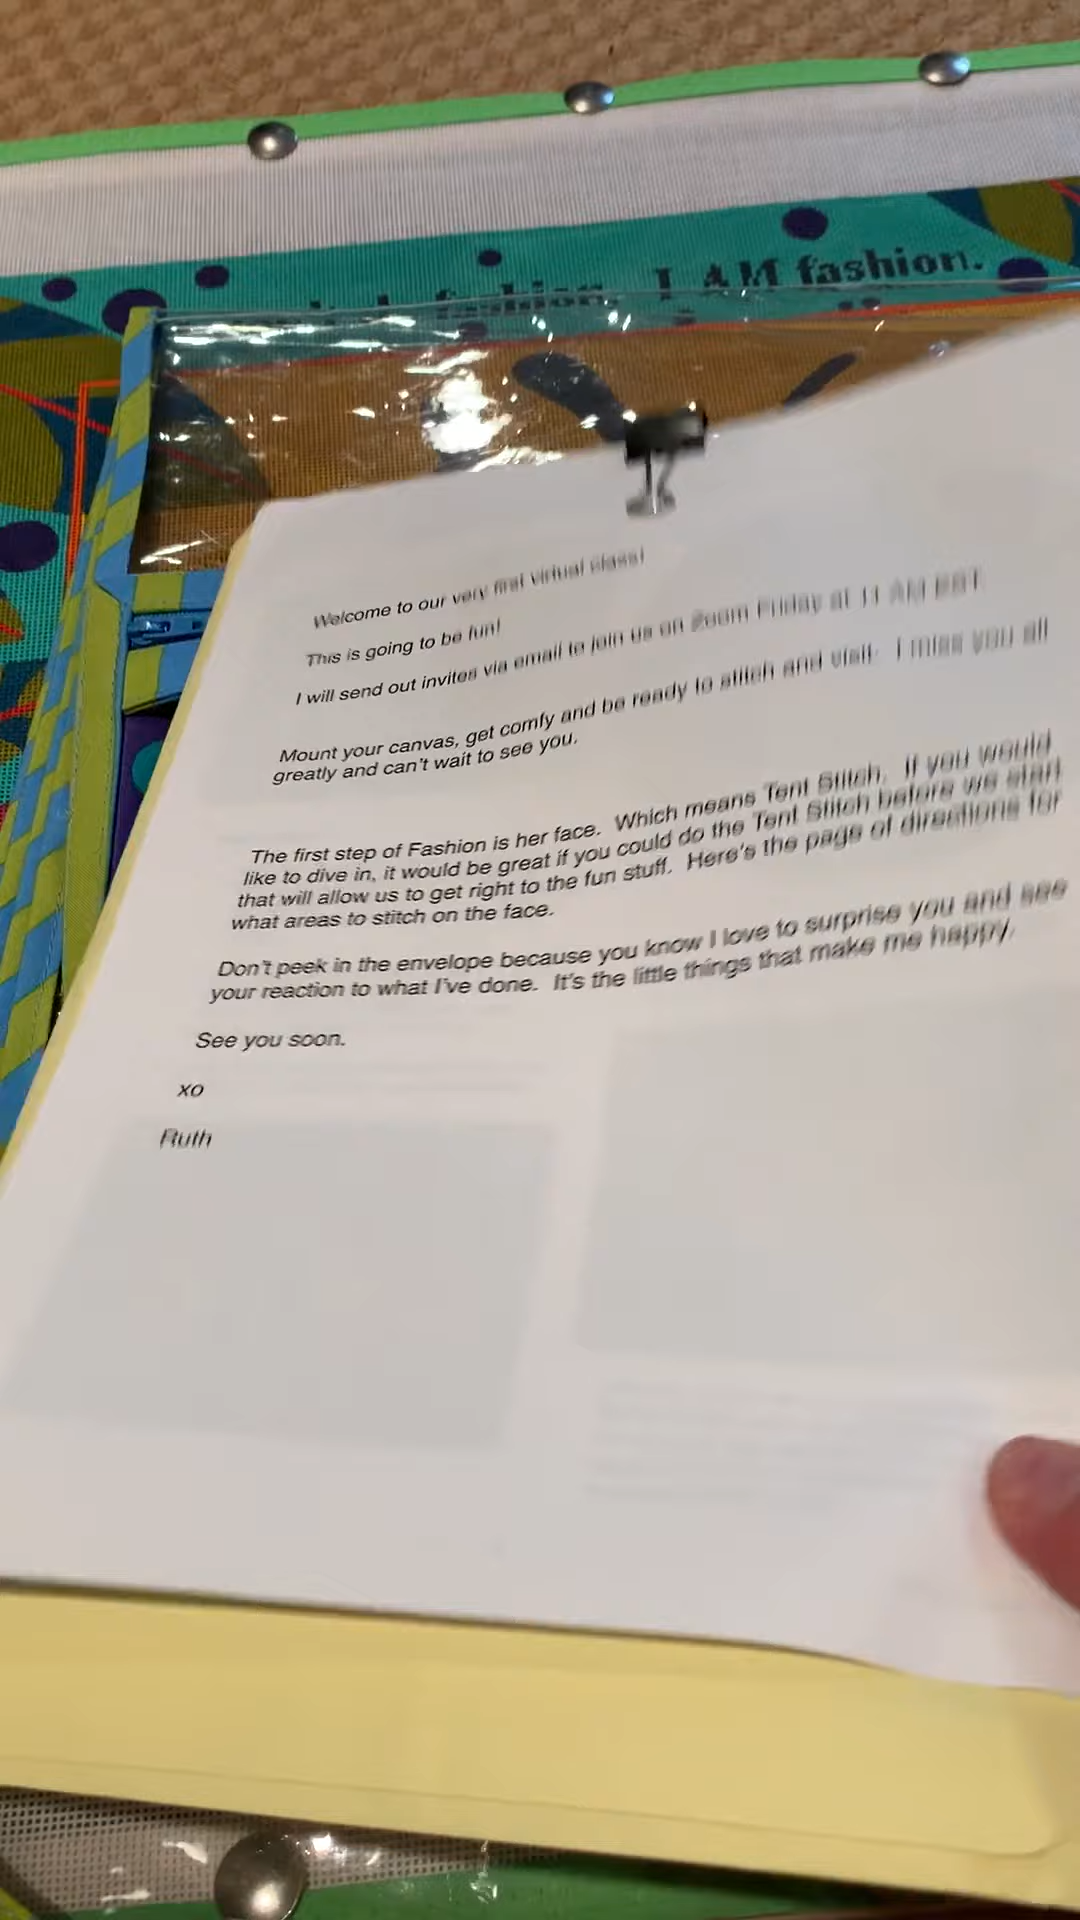 fashion. I AM fashion.
Welcome to our very first virtual class!
This is going to be fun!
I will send out invites via email to join us on Zoom Friday at 11 AM EST
Mount your canvas, get comfy and be ready to stitch and visit. I miss you all
greatly and can't wait to see you.
The first step of Fashion is her face. Which means Tent Stitch. If you would
like to dive in, it would be great if you could do the Tent Stitch before we start
that will allow us to get right to the fun stuff. Here's the page of directions for
what areas to stitch on the face.
Don't peek in the envelope because you know I love to surprise you and see
your reaction to what I've done. It's the little things that make me happy.
See you soon.
xo
Ruth